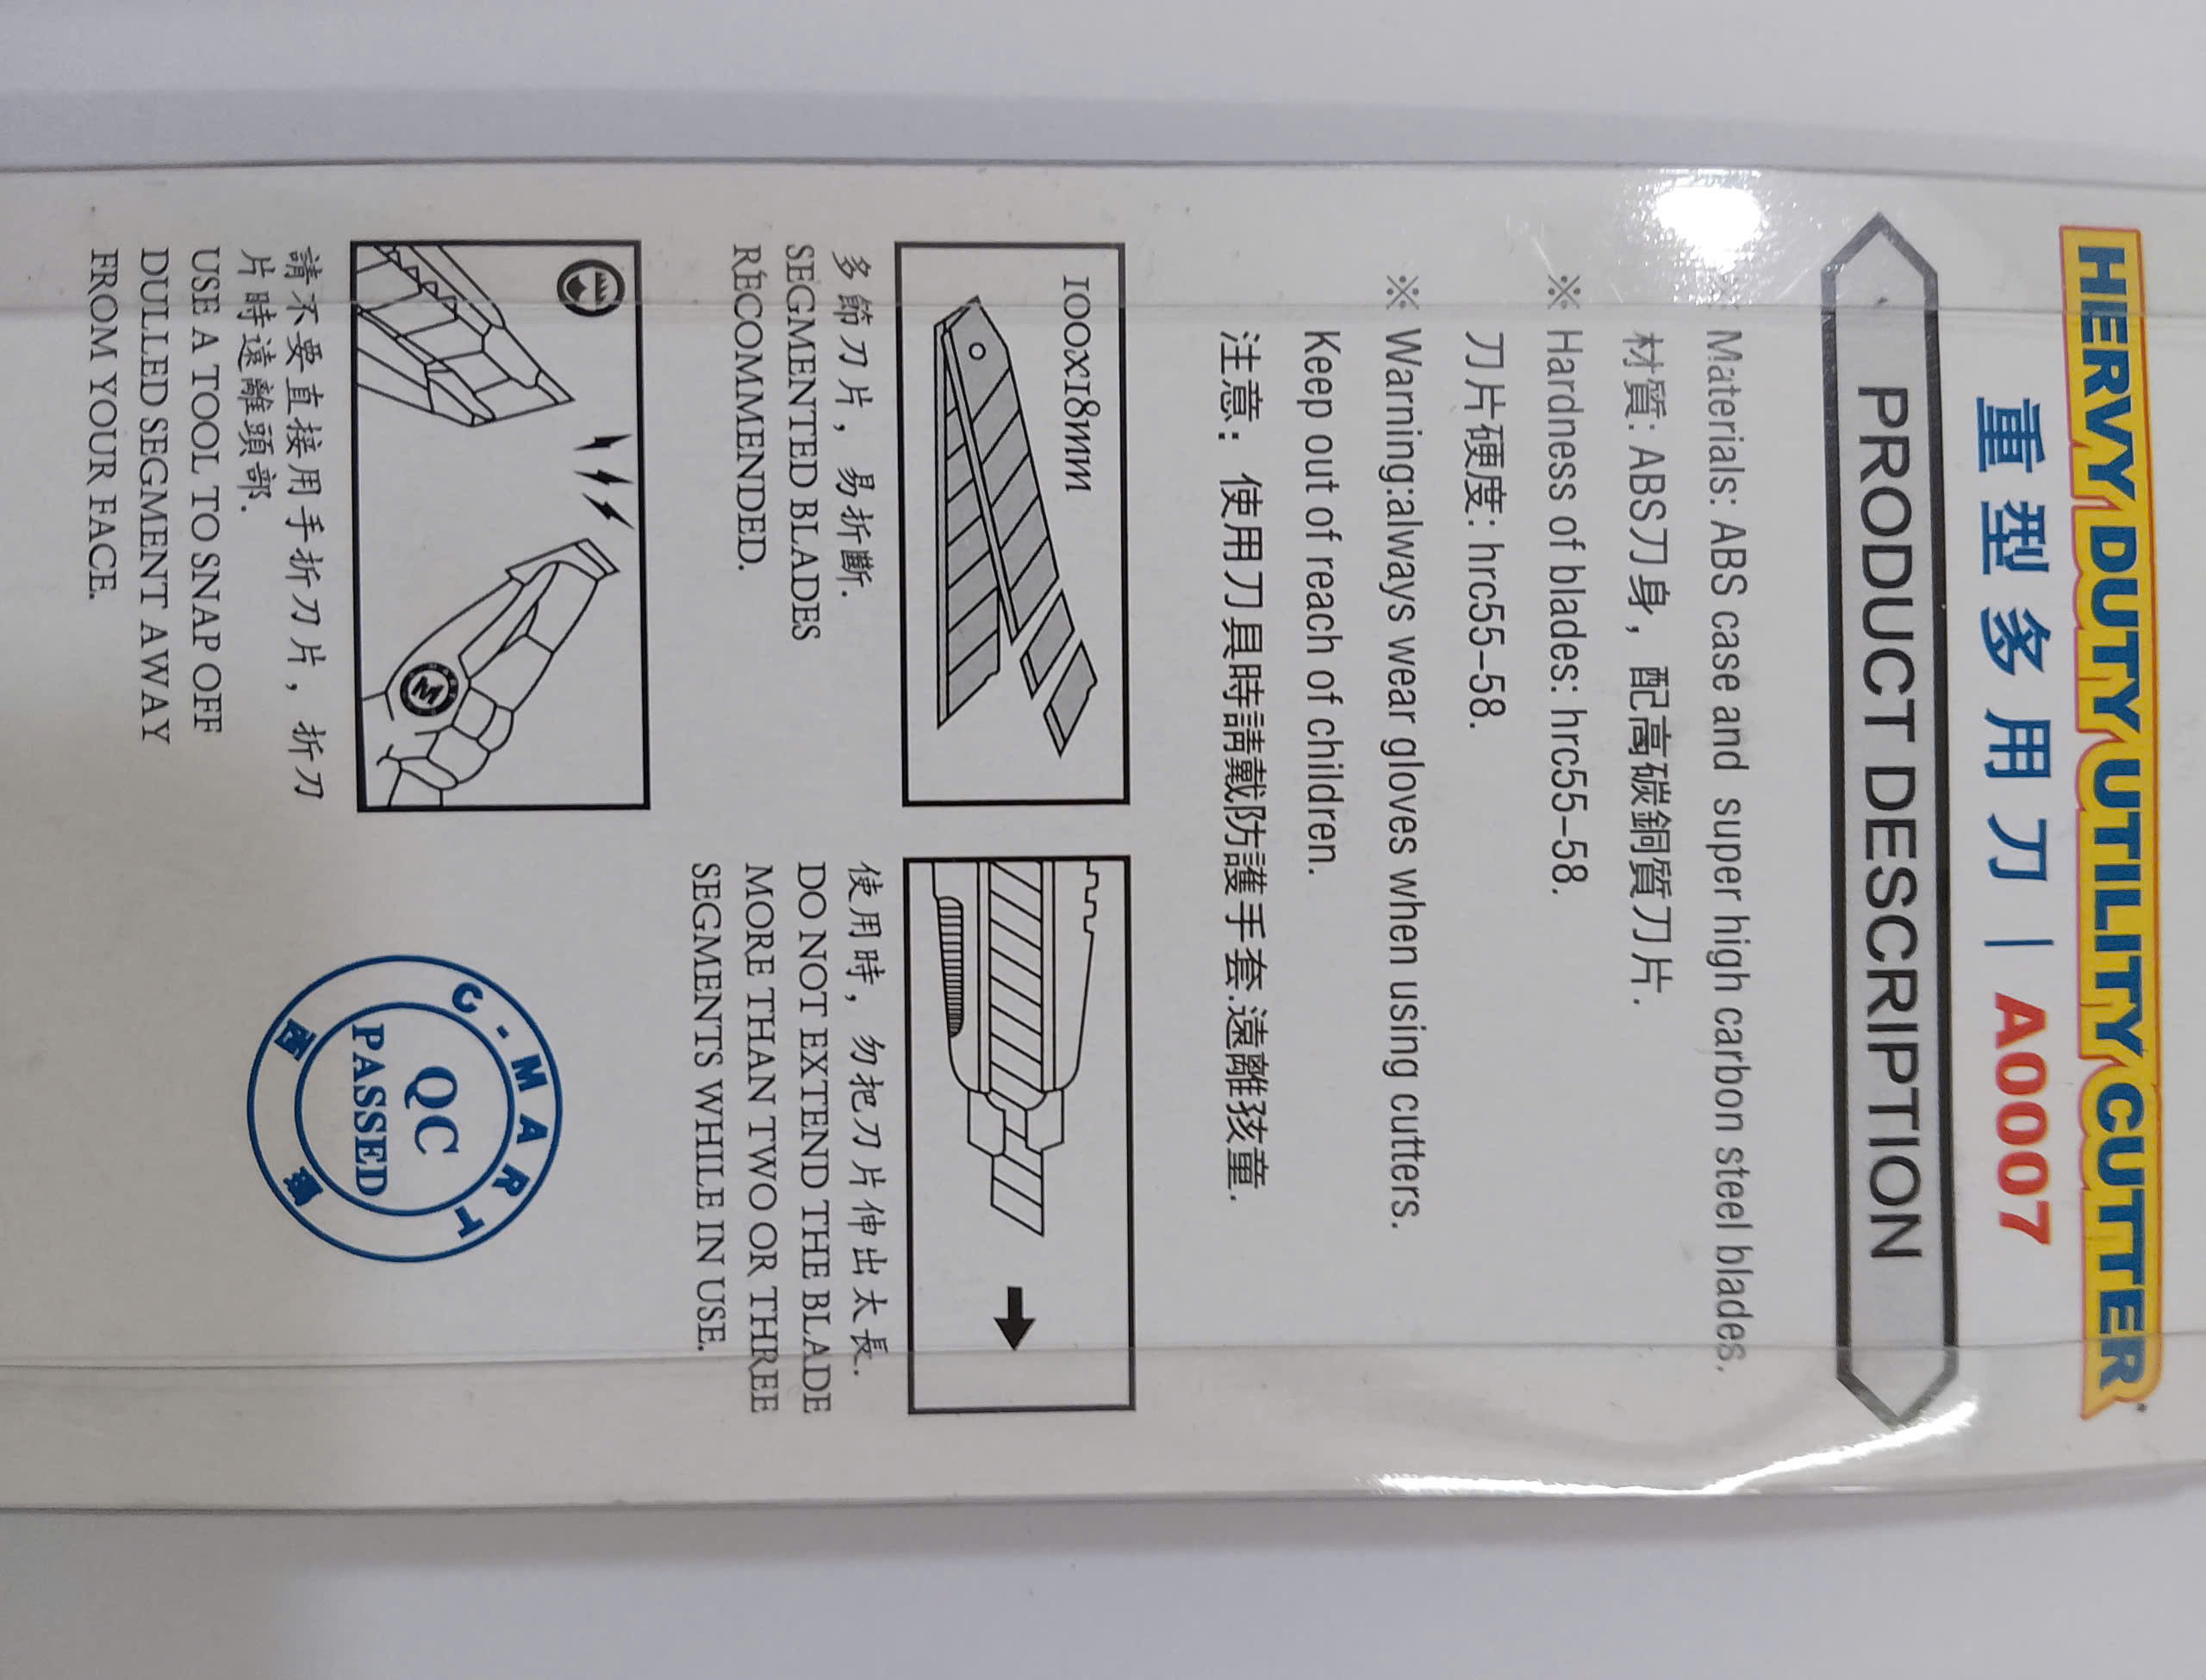 HERVY DUTY UTILITY CUTTER
重型多用刀 | A0007
PRODUCT DESCRIPTION
※ Materials: ABS case and super high carbon steel blades.
材質: ABS刀身, 配高碳鋼質刀片.
※ Hardness of blades: hrc55-58.
刀片硬度: hrc55-58.
※ Warning:always wear gloves when using cutters.
Keep out of reach of children.
注意: 使用刀具時請戴防護手套.遠離孩童.
100x18mm
多節刀片, 易折斷.
SEGMENTED BLADES
RECOMMENDED.
使用時, 勿把刀片伸出太長.
DO NOT EXTEND THE BLADE
MORE THAN TWO OR THREE
SEGMENTS WHILE IN USE.
M
請不要直接用手折刀片, 折刀
片時遠離頭部.
USE A TOOL TO SNAP OFF
DULLED SEGMENT AWAY
FROM YOUR FACE.
C-MART
QC
PASSED